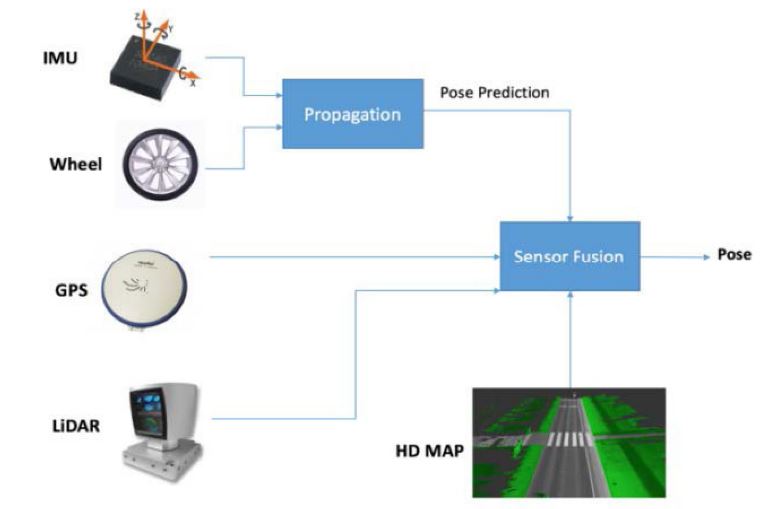 IMU
Z
Y
X
Propagation
Pose Prediction
Wheel
GPS
Sensor Fusion
Pose
LiDAR
HD MAP